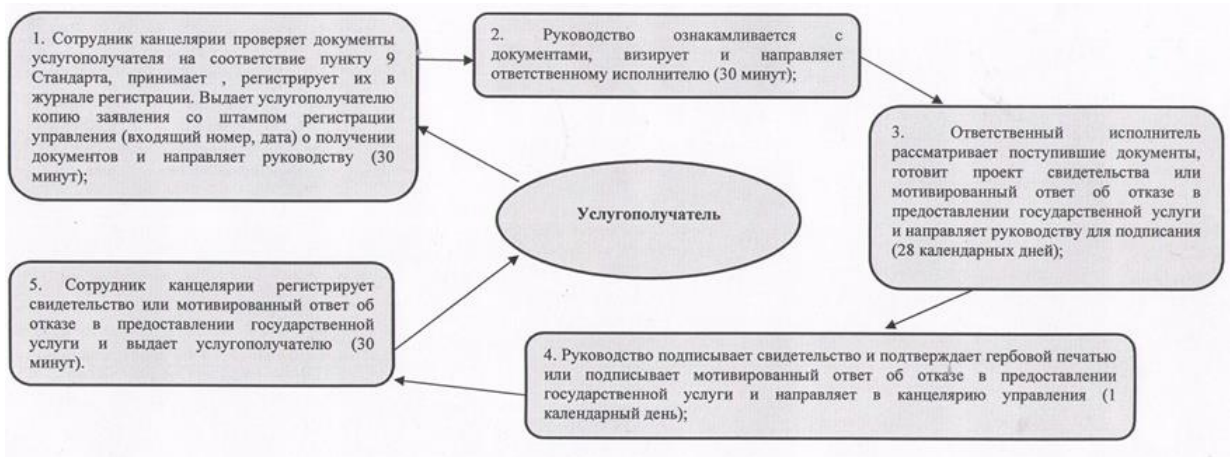 1. Сотрудник канцелярии проверяет документы
услугополучателя на соответствие пункту 9
Стандарта, принимает , регистрирует их в
журнале регистрации. Выдает услугополучателю
копию заявления со штампом регистрации
управления (входящий номер, дата) о получении
документов и направляет руководству (30
минут);
2. Руководство ознакамливается с
документами, визирует и направляет
ответственному исполнителю (30 минут);
3. Ответственный исполнитель
рассматривает поступившие документы,
готовит проект свидетельства или
мотивированный ответ об отказе в
предоставлении государственной услуги
и направляет руководству для подписания
(28 календарных дней);
Услугополучатель
4. Руководство подписывает свидетельство и подтверждает гербовой печатью
или подписывает мотивированный ответ об отказе в предоставлении
государственной услуги и направляет в канцелярию управления (1
календарный день);
5. Сотрудник канцелярии регистрирует
свидетельство или мотивированный ответ об
отказе в предоставлении государственной
услуги и выдает услугополучателю (30
минут).